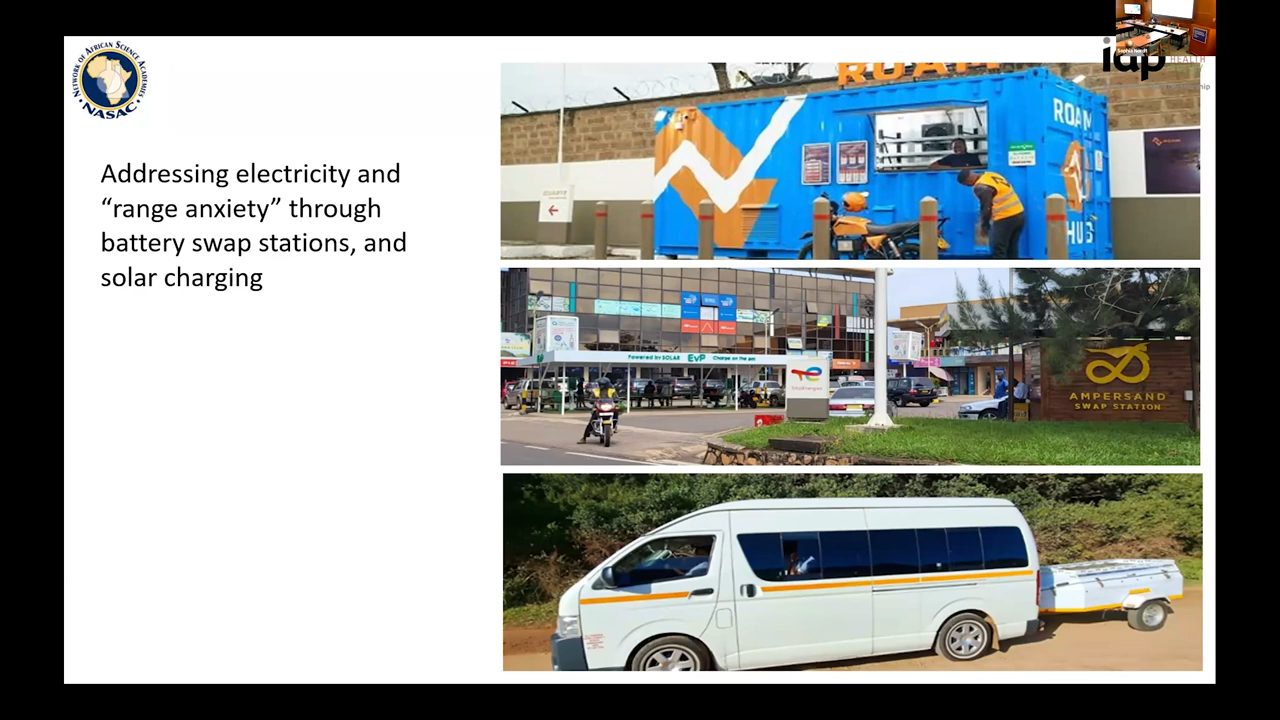 NETWORK OF AFRICAN SCIENCE ACADEMIES
• NASAC •
Addressing electricity and
“range anxiety” through
battery swap stations, and
solar charging
ROAM
ROAM
HUB
Powered by SOLAR EvP Charge on the go!
TotalEnergies
AMPERSAND
SWAP STATION
iap
HEALTH